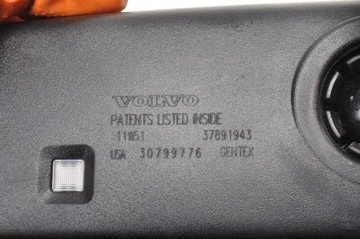 VOLVO
PATENTS LISTED INSIDE
11051 37891943
USA 30799776 GENTEX